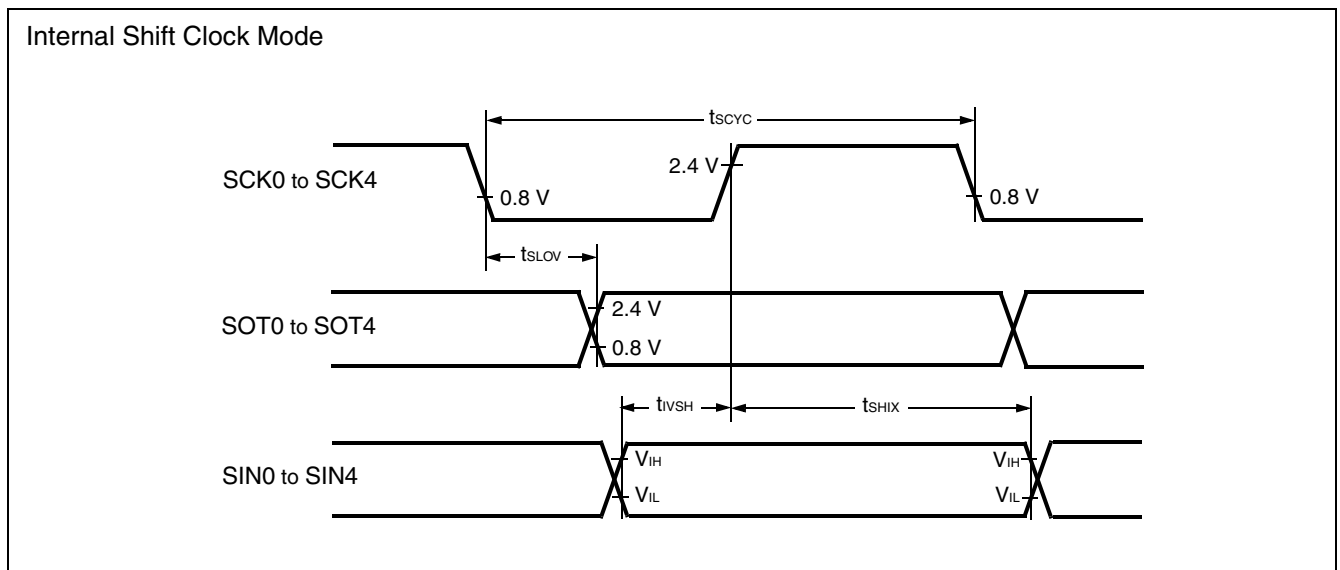 Internal Shift Clock Mode
tSCYC
SCK0 to SCK4
2.4 V
0.8 V
0.8 V
tSLOV
SOT0 to SOT4
2.4 V
0.8 V
tIVSH
tSHIX
SIN0 to SIN4
VIH
VIH
VIL
VIL